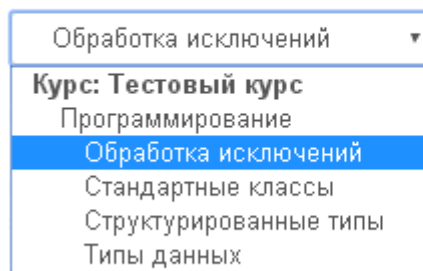 Обработка исключений
Курс: Тестовый курс
Программирование
Обработка исключений
Стандартные классы
Структурированные типы
Типы данных